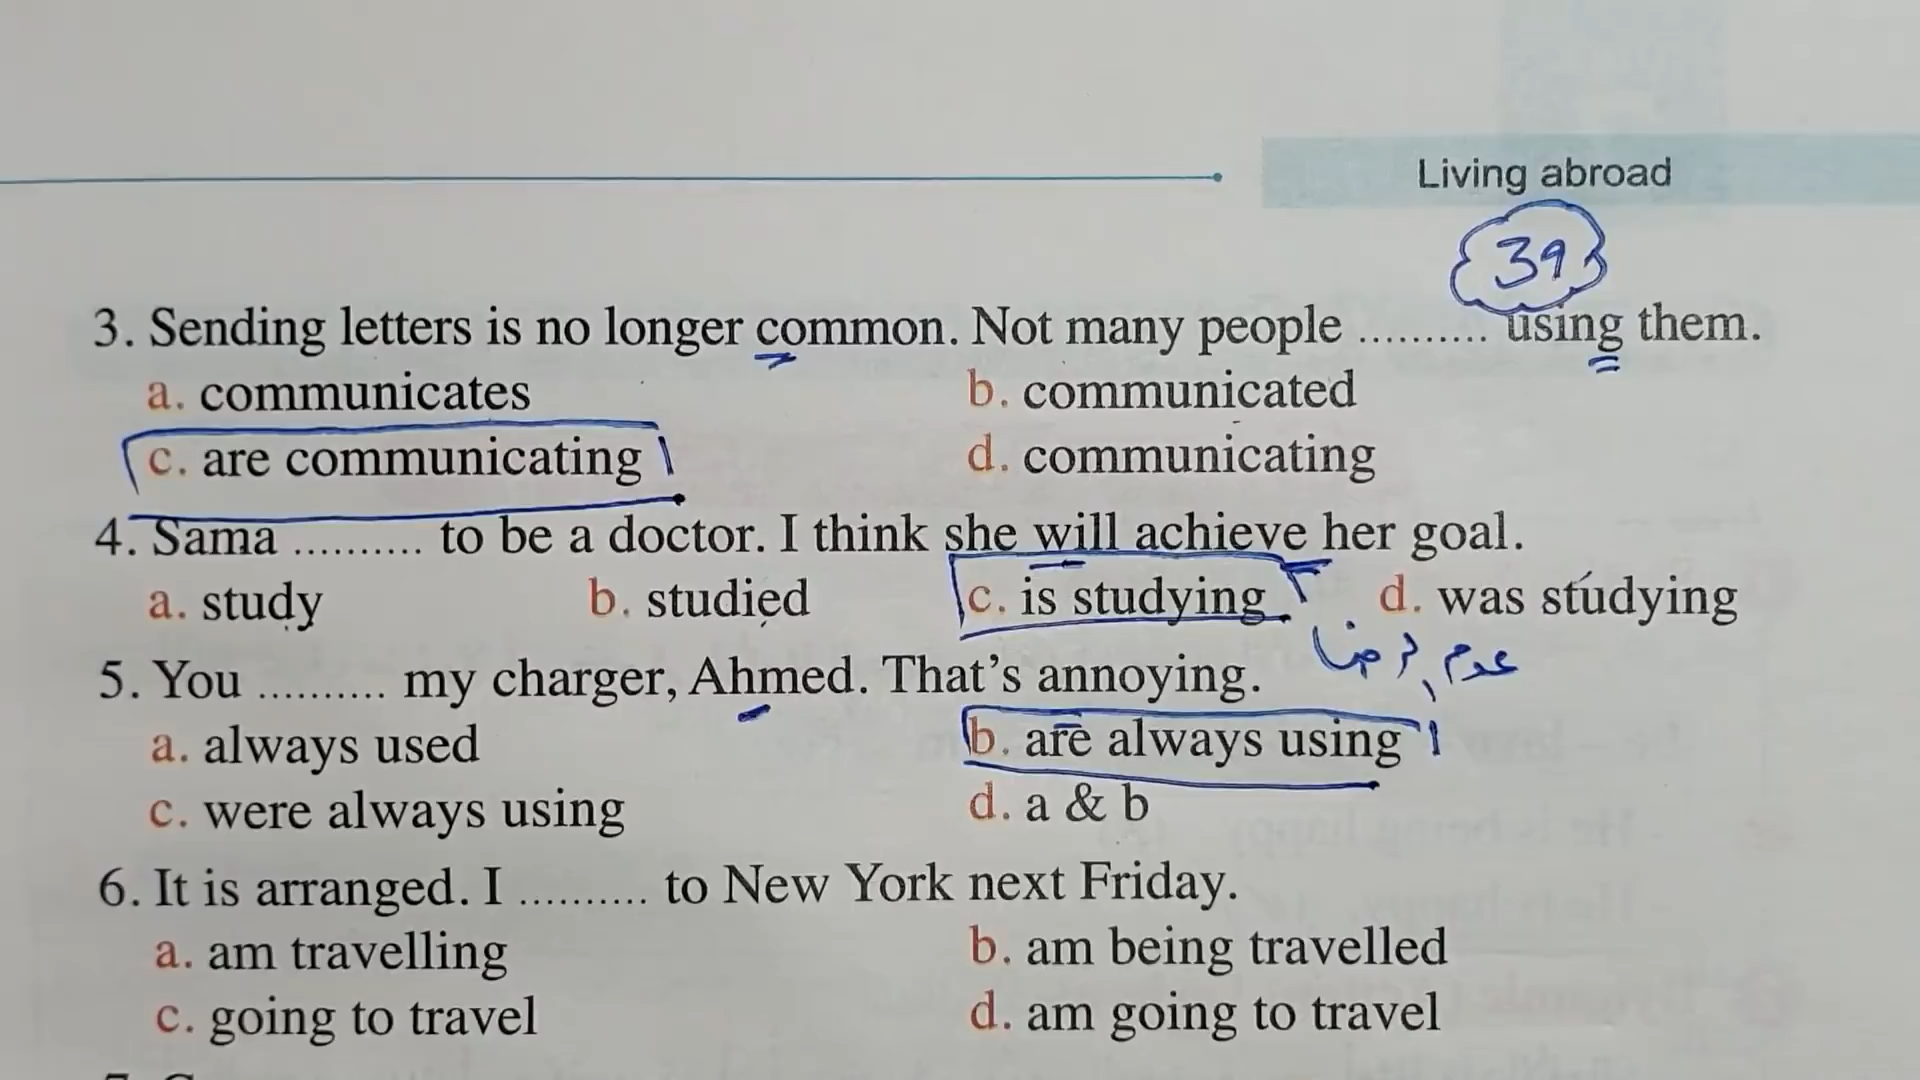 Living abroad
39
3. Sending letters is no longer common. Not many people .......... using them.
a. communicates b. communicated
c. are communicating d. communicating
4. Sama .......... to be a doctor. I think she will achieve her goal.
a. study b. studied c. is studying d. was studying
عدم رضا
5. You .......... my charger, Ahmed. That's annoying.
a. always used b. are always using
c. were always using d. a & b
6. It is arranged. I .......... to New York next Friday.
a. am travelling b. am being travelled
c. going to travel d. am going to travel